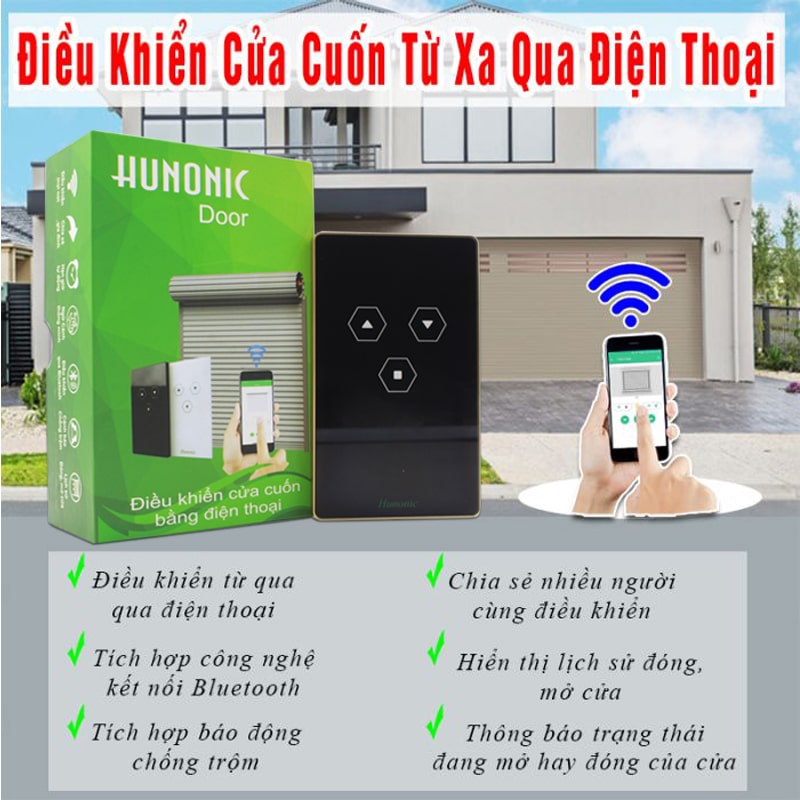 Điều Khiển Cửa Cuốn Từ Xa Qua Điện Thoại
HUNONIC
Door
Điều khiển cửa cuốn
bằng điện thoại
Hunonic
Điều khiển từ qua
qua điện thoại
Tích hợp công nghệ
kết nối Bluetooth
Tích hợp báo động
chống trộm
Chia sẻ nhiều người
cùng điều khiển
Hiển thị lịch sử đóng,
mở cửa
Thông báo trạng thái
đang mở hay đóng của cửa